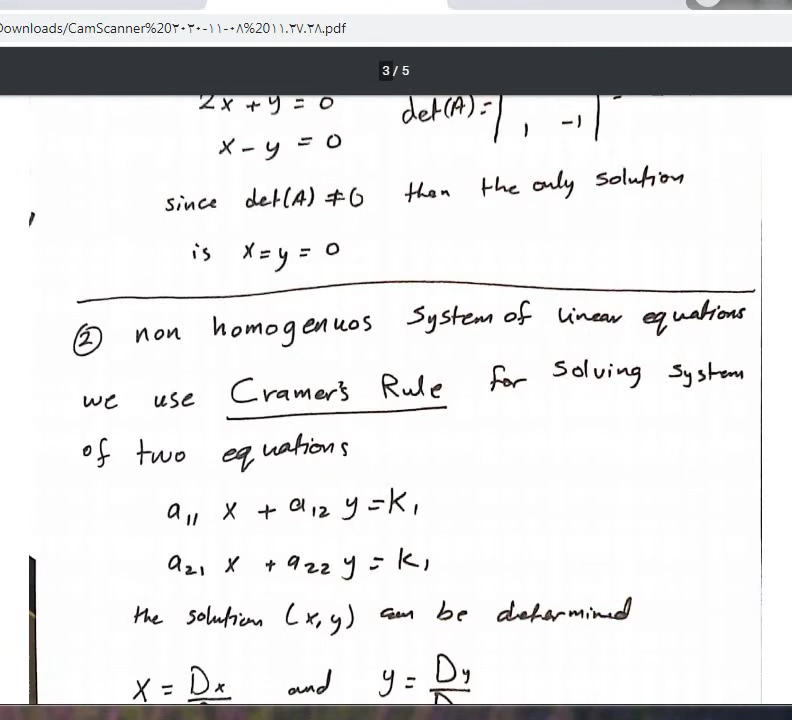 Downloads/CamScanner%20٢٠٢٠-١١-٠٨%20١١.٢٧.٢٨.pdf
3 / 5
2x + y = 0 det(A) =
x - y = 0 1 -1
since det(A) ≠ 0 then the only solution
is x = y = 0
② non homogenuos System of linear equations
we use Cramer's Rule for solving system
of two equations
a₁₁ x + a₁₂ y = k₁
a₂₁ x + a₂₂ y = k₁
the solution (x, y) can be determined
x = Dx and y = Dy
D